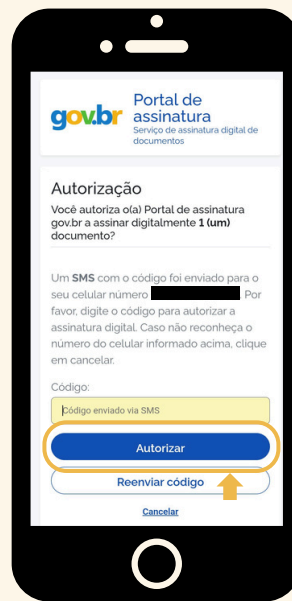 gov.br
Portal de
assinatura
Serviço de assinatura digital de
documentos
Autorização
Você autoriza o(a) Portal de assinatura
gov.br a assinar digitalmente 1 (um)
documento?
Um SMS com o código foi enviado para o
seu celular número Por
favor, digite o código para autorizar a
assinatura digital. Caso não reconheça o
número do celular informado acima, clique
em cancelar.
Código:
Código enviado via SMS
Autorizar
Reenviar código
Cancelar